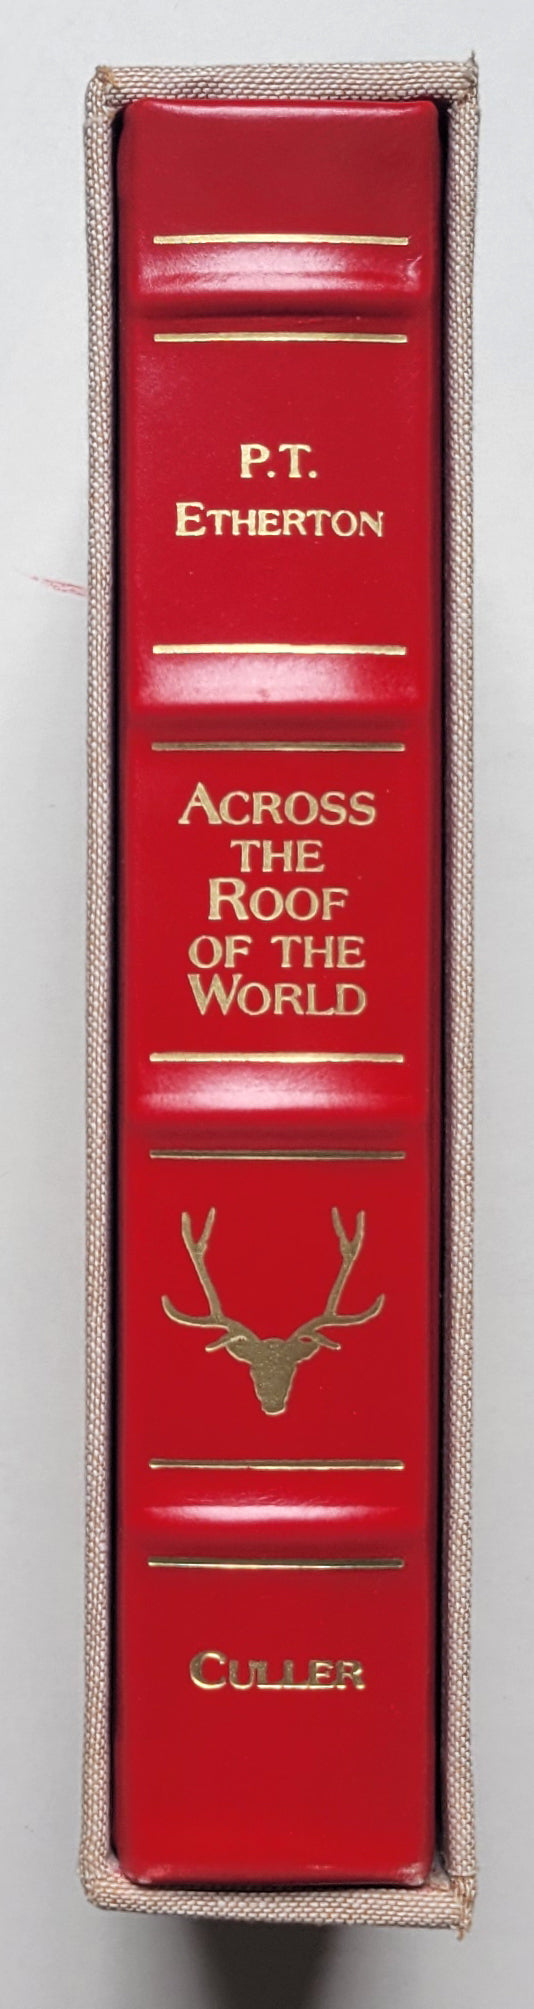 P.T.
ETHERTON
ACROSS
THE
ROOF
OF THE
WORLD
CULLER